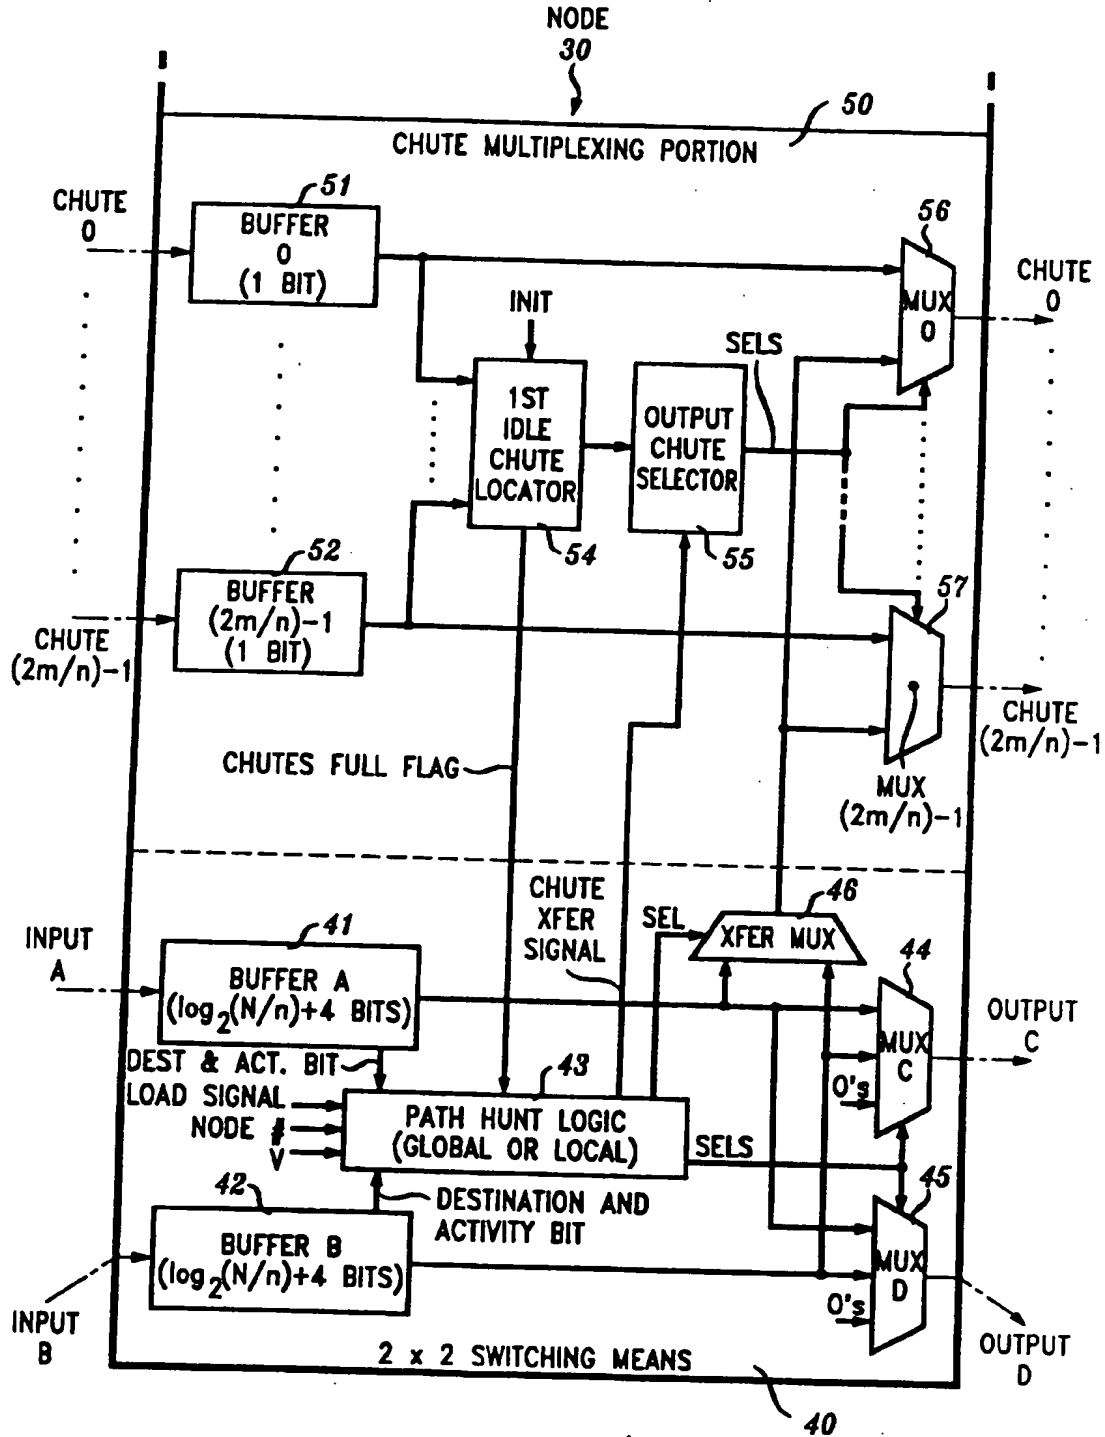 NODE
30
50
CHUTE MULTIPLEXING PORTION
CHUTE
0
51
BUFFER
0
(1 BIT)
56
MUX
0
CHUTE
0
INIT
SELS
1ST
IDLE
CHUTE
LOCATOR
54
OUTPUT
CHUTE
SELECTOR
55
52
BUFFER
(2m/n)-1
(1 BIT)
CHUTE
(2m/n)-1
57
CHUTE
(2m/n)-1
MUX
(2m/n)-1
CHUTES FULL FLAG
CHUTE
XFER
SIGNAL
SEL
46
XFER MUX
INPUT
A
41
BUFFER A
(log2(N/n)+4 BITS)
44
MUX
C
0's
OUTPUT
C
DEST & ACT. BIT
LOAD SIGNAL
NODE #
V
43
PATH HUNT LOGIC
(GLOBAL OR LOCAL)
SELS
42
BUFFER B
(log2(N/n)+4 BITS)
DESTINATION AND
ACTIVITY BIT
45
MUX
D
0's
INPUT
B
OUTPUT
D
2 x 2 SWITCHING MEANS
40